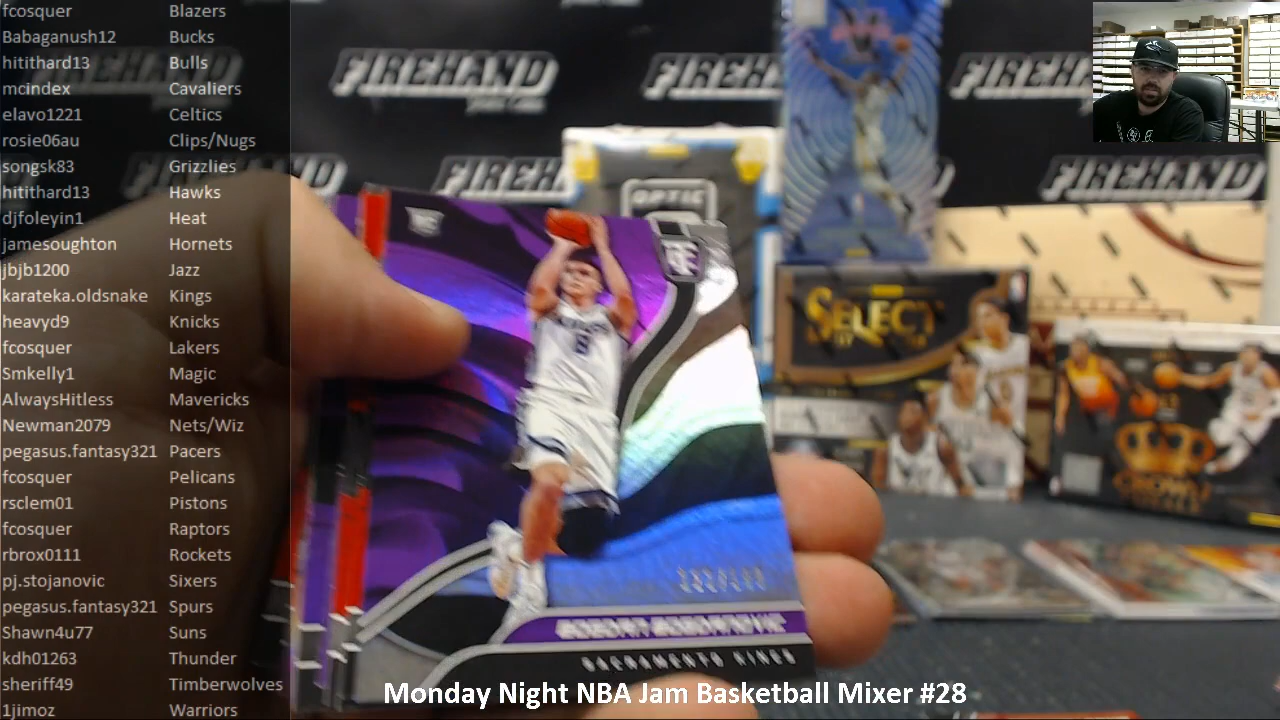 fcosquer Blazers
Babaganush12 Bucks
hitithard13 Bulls
mcindex Cavaliers
elavo1221 Celtics
rosie06au Clips/Nugs
songsk83 Grizzlies
hitithard13 Hawks
djfoleyin1 Heat
jamesoughton Hornets
jbjb1200 Jazz
karateka.oldsnake Kings
heavyd9 Knicks
fcosquer Lakers
Smkelly1 Magic
AlwaysHitless Mavericks
Newman2079 Nets/Wiz
pegasus.fantasy321 Pacers
fcosquer Pelicans
rsclem01 Pistons
fcosquer Raptors
rbrox0111 Rockets
pj.stojanovic Sixers
pegasus.fantasy321 Spurs
Shawn4u77 Suns
kdh01263 Thunder
sheriff49 Timberwolves
1jimoz Warriors
FIREHAND
FIREHAND
FIREHAND
FIREHAND
FIREHAND
OPTIC
SELECT
CROWN
SACRAMENTO KINGS
Monday Night NBA Jam Basketball Mixer #28